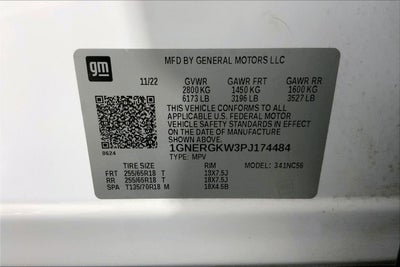 gm
MFD BY GENERAL MOTORS LLC
11/22 GVWR GAWR FRT GAWR RR
2800 KG 1450 KG 1600 KG
6173 LB 3196 LB 3527 LB
THIS VEHICLE CONFORMS TO ALL
APPLICABLE U.S. FEDERAL MOTOR
VEHICLE SAFETY STANDARDS IN EFFECT ON
THE DATE OF MANUFACTURE SHOWN ABOVE.
1GNERGKW3PJ174484
0624 TYPE: MPV MODEL: 341NC56
TIRE SIZE RIM
FRT 255/65R18 T 18X7.5J
RR 255/65R18 T 18X7.5J
SPA T135/70R18 M 18X4.5B